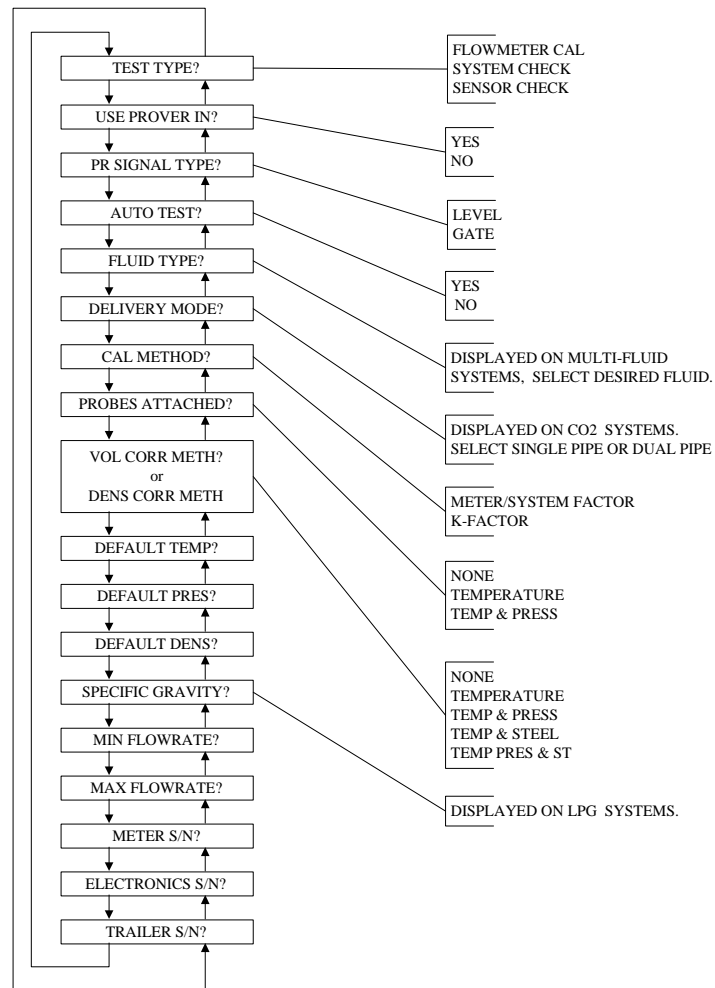 TEST TYPE?
USE PROVER IN?
PR SIGNAL TYPE?
AUTO TEST?
FLUID TYPE?
DELIVERY MODE?
CAL METHOD?
PROBES ATTACHED?
VOL CORR METH?
or
DENS CORR METH
DEFAULT TEMP?
DEFAULT PRES?
DEFAULT DENS?
SPECIFIC GRAVITY?
MIN FLOWRATE?
MAX FLOWRATE?
METER S/N?
ELECTRONICS S/N?
TRAILER S/N?
FLOWMETER CAL
SYSTEM CHECK
SENSOR CHECK
YES
NO
LEVEL
GATE
YES
NO
DISPLAYED ON MULTI-FLUID
SYSTEMS, SELECT DESIRED FLUID.
DISPLAYED ON CO2 SYSTEMS.
SELECT SINGLE PIPE OR DUAL PIPE
METER/SYSTEM FACTOR
K-FACTOR
NONE
TEMPERATURE
TEMP & PRESS
NONE
TEMPERATURE
TEMP & PRESS
TEMP & STEEL
TEMP PRES & ST
DISPLAYED ON LPG SYSTEMS.